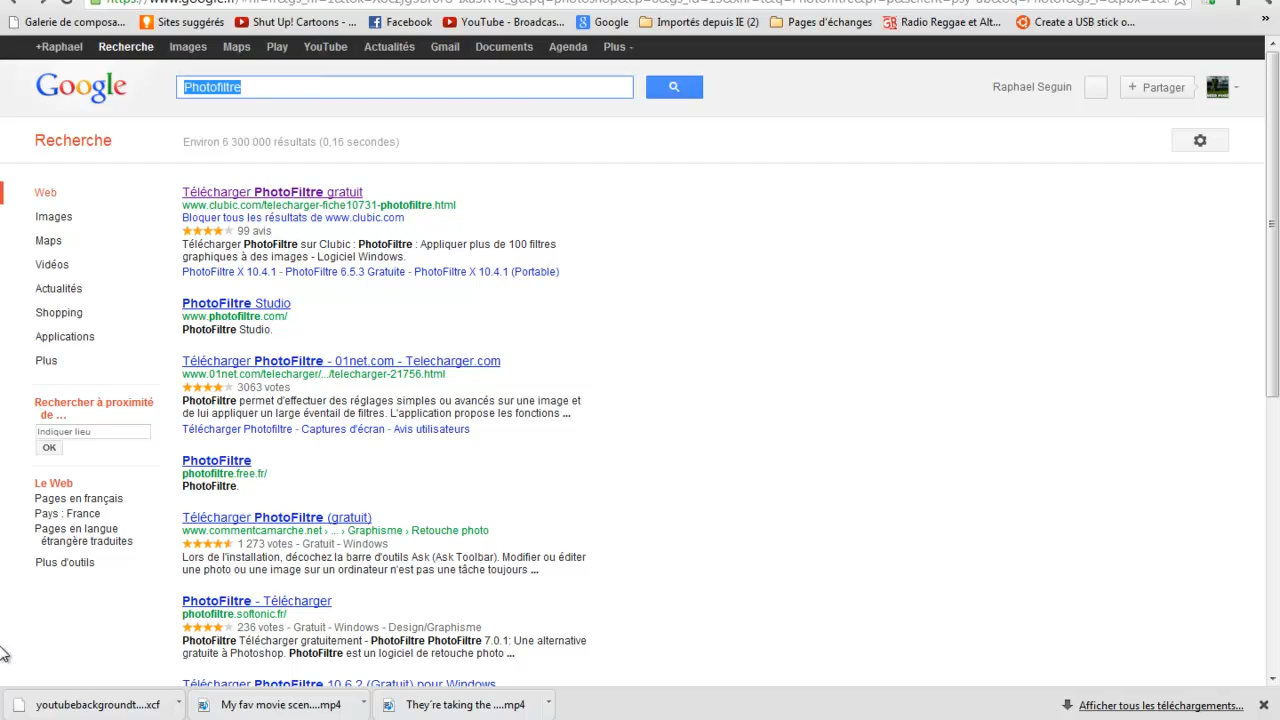 Galerie de composa...
Sites suggérés
Shut Up! Cartoons - ...
Facebook
YouTube - Broadcas...
Google
Importés depuis IE (2)
Pages d'échanges
Radio Reggae et Alt...
Create a USB stick o...
»
+Raphael Recherche Images Maps Play YouTube Actualités Gmail Documents Agenda Plus
Google
Photofiltre
Raphael Seguin
+ Partager
Recherche
Environ 6 300 000 résultats (0,16 secondes)
Web
Images
Maps
Vidéos
Actualités
Shopping
Applications
Plus
Rechercher à proximité
de ...
Indiquer lieu
OK
Le Web
Pages en français
Pays : France
Pages en langue
étrangère traduites
Plus d'outils
Télécharger PhotoFiltre gratuit
www.clubic.com/telecharger-fiche10731-photofiltre.html
Bloquer tous les résultats de www.clubic.com
99 avis
Télécharger PhotoFiltre sur Clubic : PhotoFiltre : Appliquer plus de 100 filtres
graphiques à des images - Logiciel Windows.
PhotoFiltre X 10.4.1 - PhotoFiltre 6.5.3 Gratuite - PhotoFiltre X 10.4.1 (Portable)
PhotoFiltre Studio
www.photofiltre.com/
PhotoFiltre Studio.
Télécharger PhotoFiltre - 01net.com - Telecharger.com
www.01net.com/telecharger/.../telecharger-21756.html
3063 votes
PhotoFiltre permet d'effectuer des réglages simples ou avancés sur une image et
de lui appliquer un large éventail de filtres. L'application propose les fonctions ...
Télécharger Photofiltre - Captures d'écran - Avis utilisateurs
PhotoFiltre
photofiltre.free.fr/
PhotoFiltre.
Télécharger PhotoFiltre (gratuit)
www.commentcamarche.net › ... › Graphisme › Retouche photo
1 273 votes - Gratuit - Windows
Lors de l'installation, décochez la barre d'outils Ask (Ask Toolbar). Modifier ou éditer
une photo ou une image sur un ordinateur n'est pas une tâche toujours ...
PhotoFiltre - Télécharger
photofiltre.softonic.fr/
236 votes - Gratuit - Windows - Design/Graphisme
PhotoFiltre Télécharger gratuitement - PhotoFiltre PhotoFiltre 7.0.1: Une alternative
gratuite à Photoshop. PhotoFiltre est un logiciel de retouche photo ...
Télécharger PhotoFiltre 10.6.2 (Gratuit) pour Windows
youtubebackgroundt....xcf
My fav movie scen....mp4
They're taking the ....mp4
Afficher tous les téléchargements...